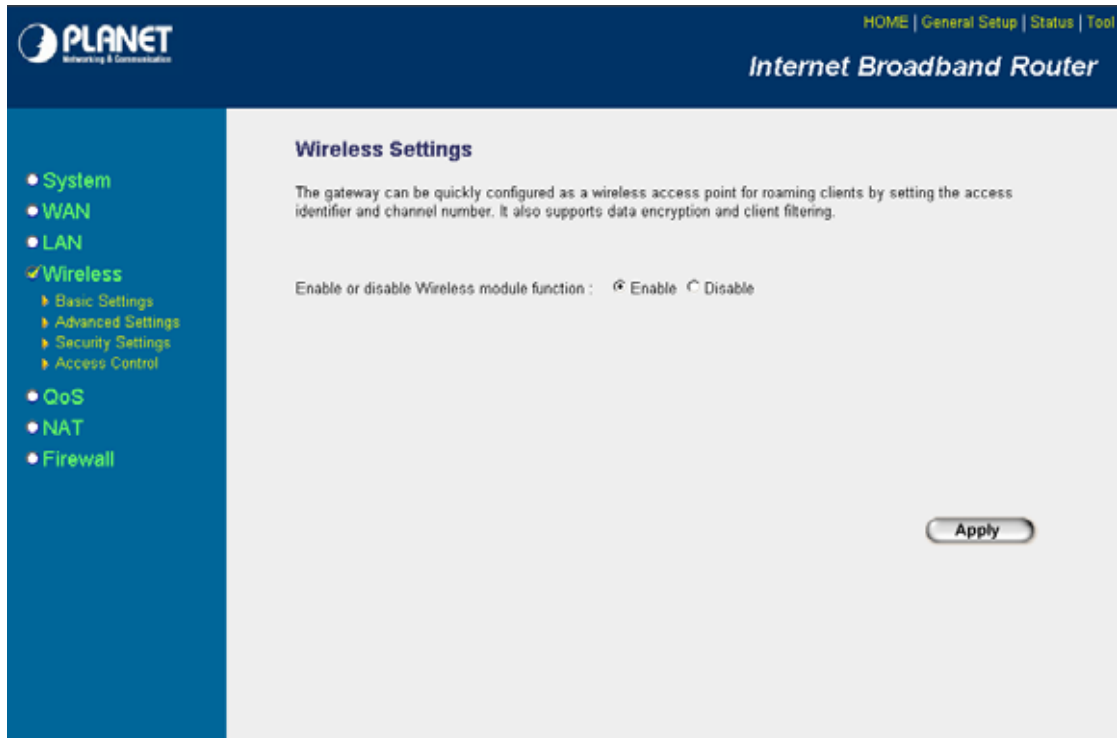 PLANET
Networking & Communication
HOME | General Setup | Status | Tool
Internet Broadband Router
System
WAN
LAN
Wireless
Basic Settings
Advanced Settings
Security Settings
Access Control
QoS
NAT
Firewall
Wireless Settings
The gateway can be quickly configured as a wireless access point for roaming clients by setting the access
identifier and channel number. It also supports data encryption and client filtering.
Enable or disable Wireless module function : Enable Disable
Apply